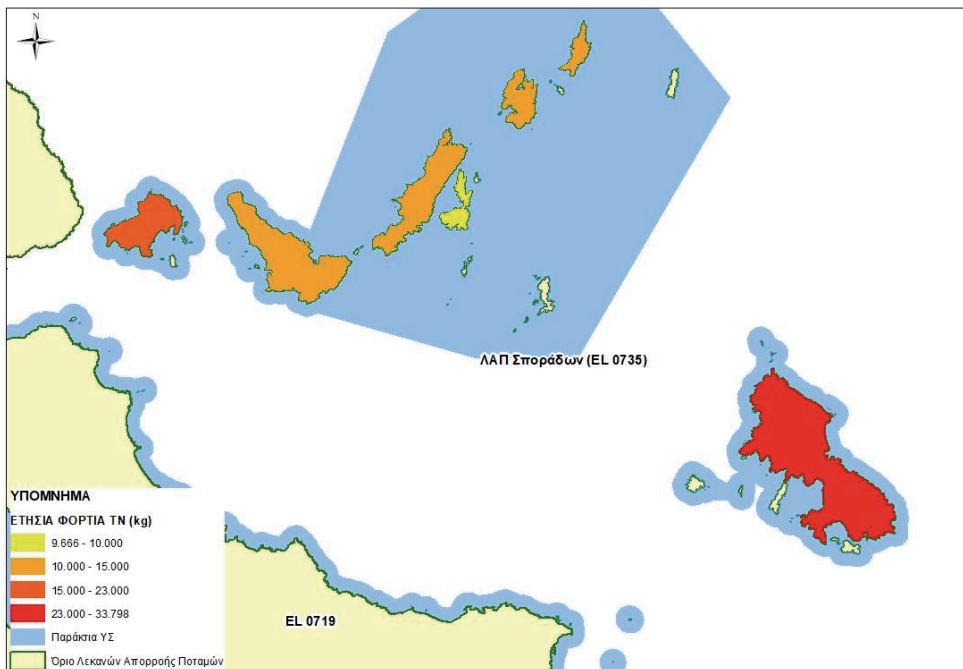 N
ΛΑΠ Σποράδων (EL 0735)
ΥΠΟΜΝΗΜΑ
ΕΤΗΣΙΑ ΦΟΡΤΙΑ ΤΝ (kg)
9.666 - 10.000
10.000 - 15.000
15.000 - 23.000
23.000 - 33.798
Παράκτια ΥΣ
Όριο Λεκανών Απορροής Ποταμών
EL 0719